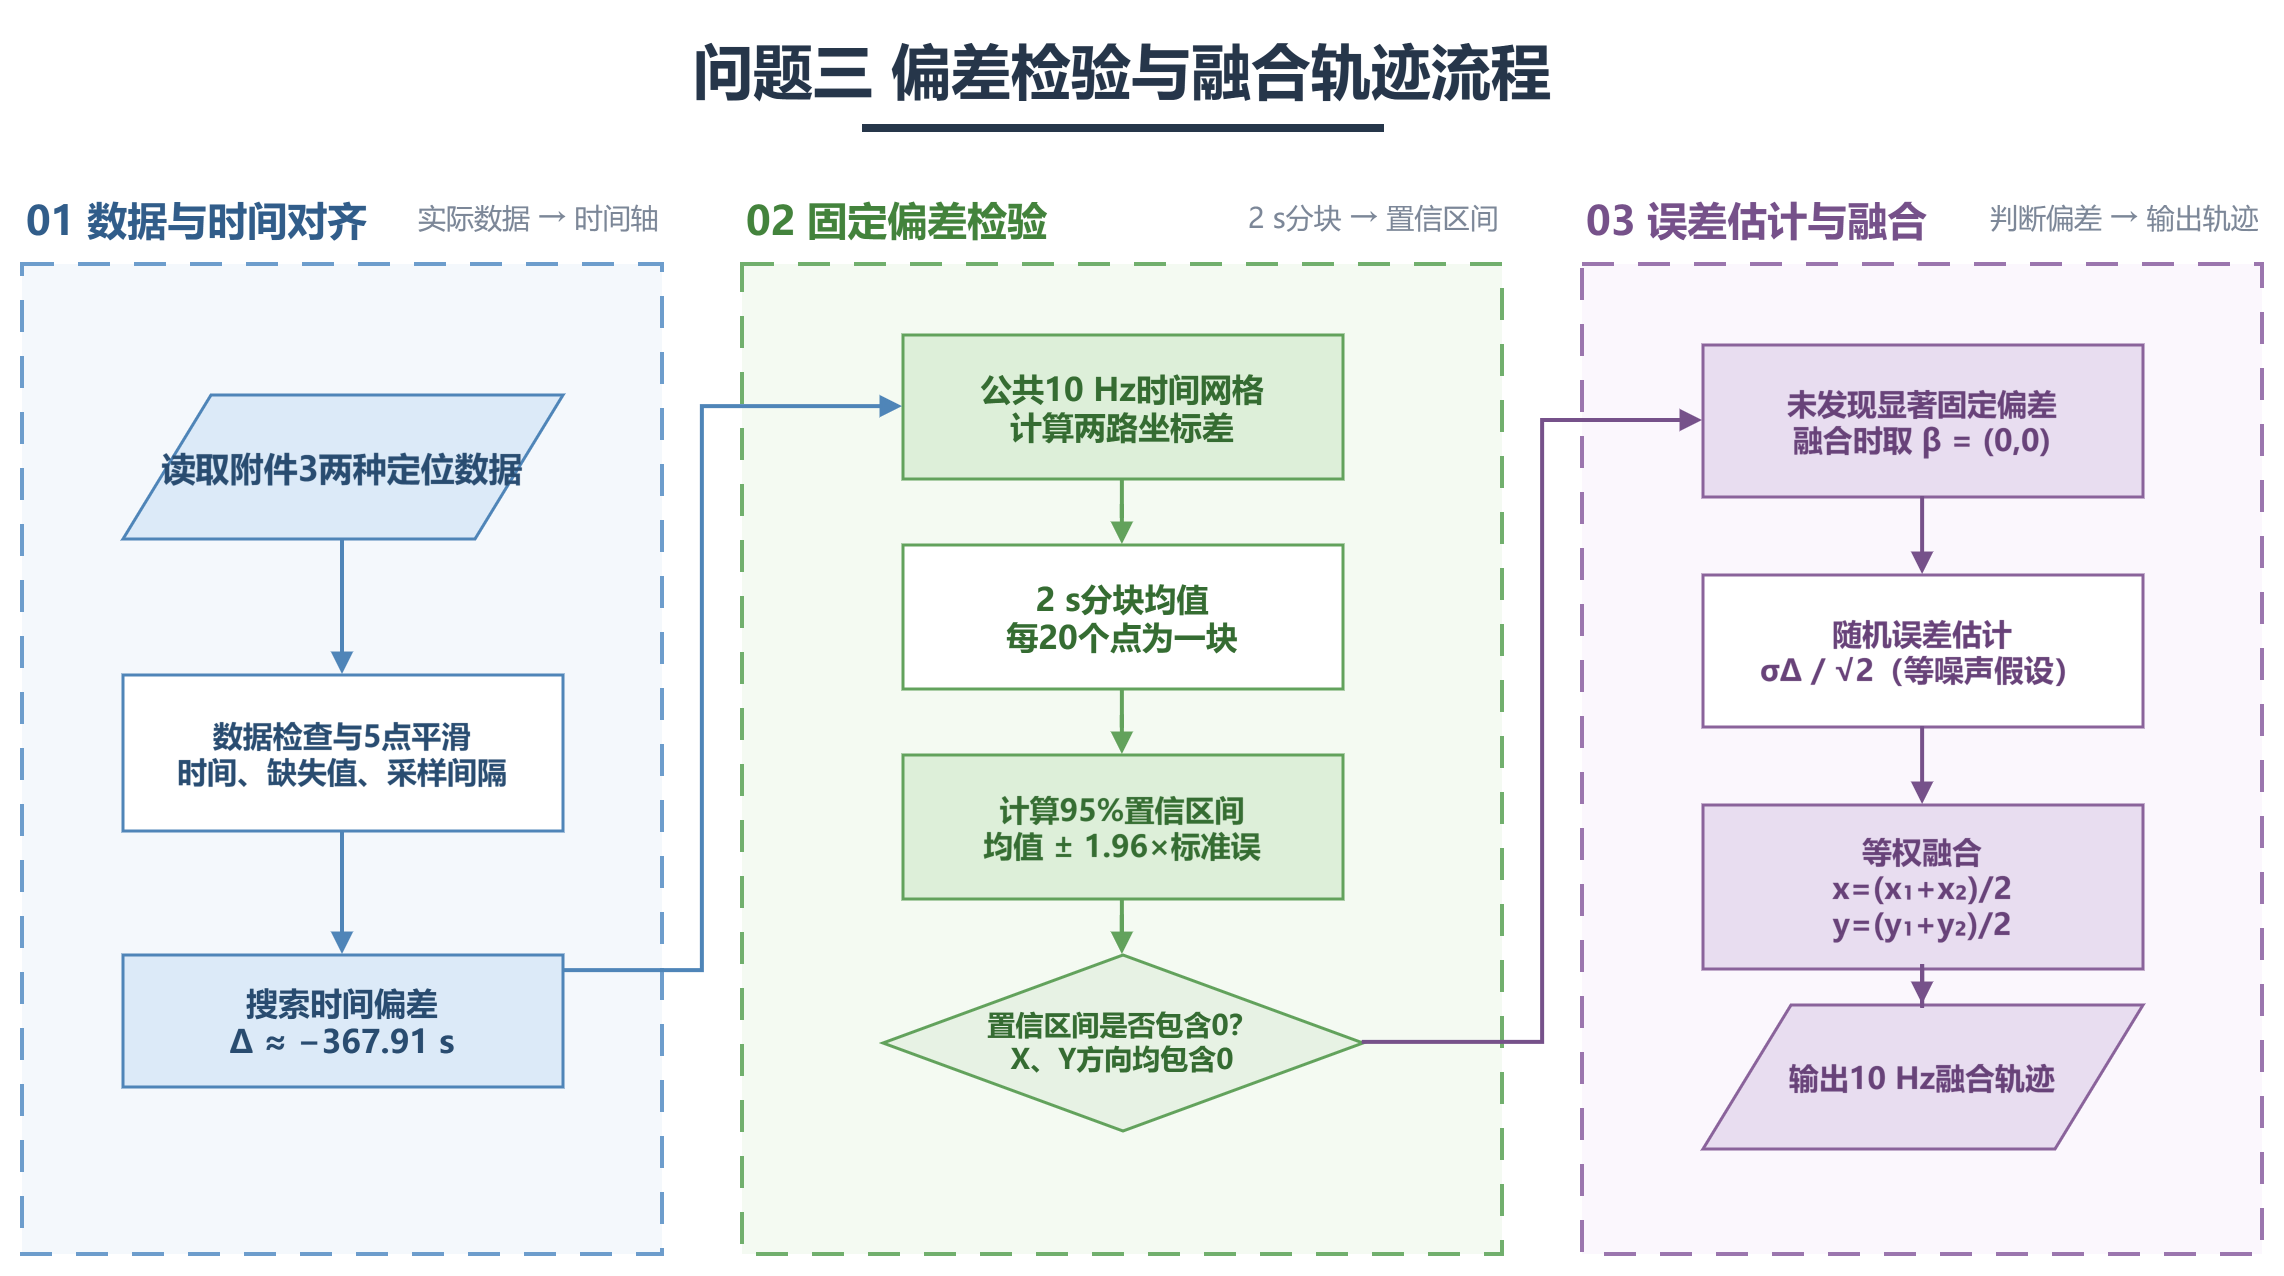 问题三 偏差检验与融合轨迹流程
01 数据与时间对齐
实际数据 → 时间轴
读取附件3两种定位数据
数据检查与5点平滑
时间、缺失值、采样间隔
搜索时间偏差
Δ ≈ −367.91 s
02 固定偏差检验
2 s分块 → 置信区间
公共10 Hz时间网格
计算两路坐标差
2 s分块均值
每20个点为一块
计算95%置信区间
均值 ± 1.96×标准误
置信区间是否包含0?
X、Y方向均包含0
03 误差估计与融合
判断偏差 → 输出轨迹
未发现显著固定偏差
融合时取 β = (0,0)
随机误差估计
σΔ / √2（等噪声假设）
等权融合
x=(x₁+x₂)/2
y=(y₁+y₂)/2
输出10 Hz融合轨迹